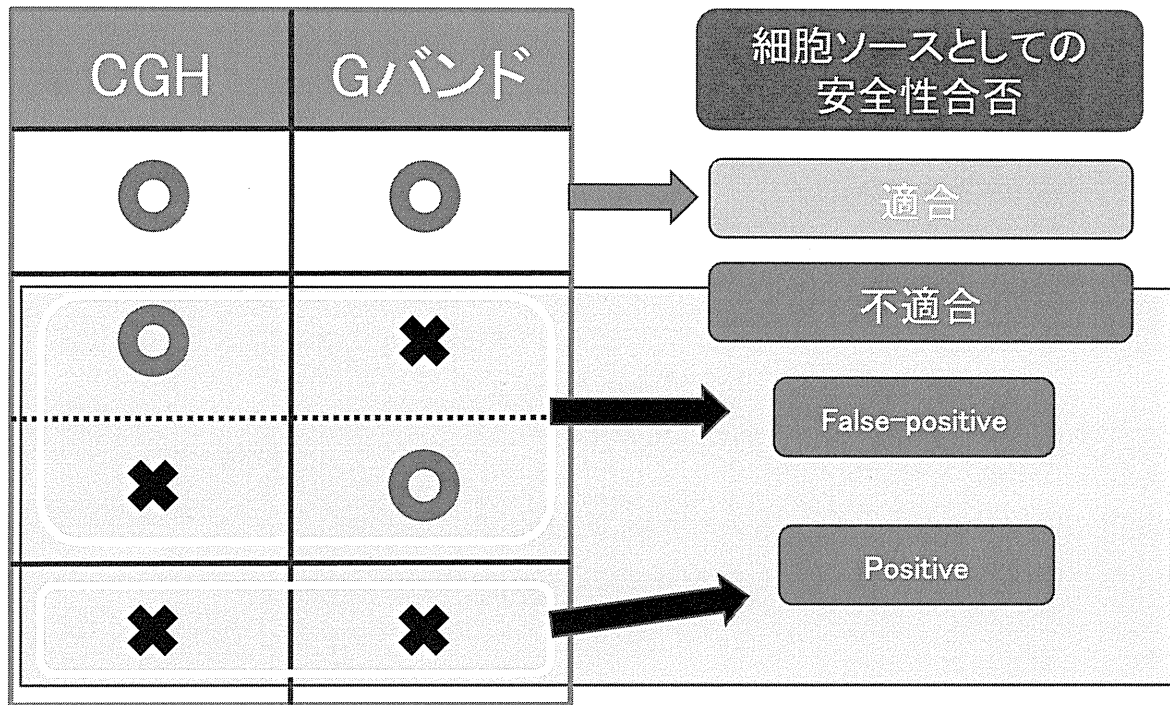 CGH
Gバンド
細胞ソースとしての
安全性合否
適合
不適合
False-positive
Positive